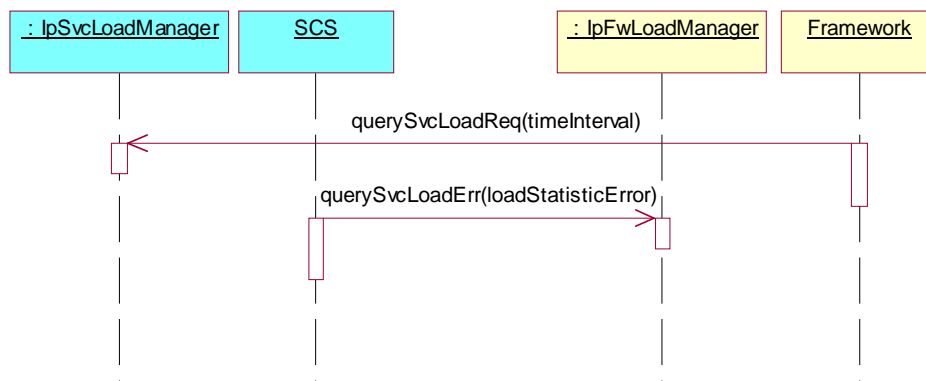 : IpSvcLoadManager
SCS
: IpFwLoadManager
Framework
querySvcLoadReq(timeInterval)
querySvcLoadErr(loadStatisticError)